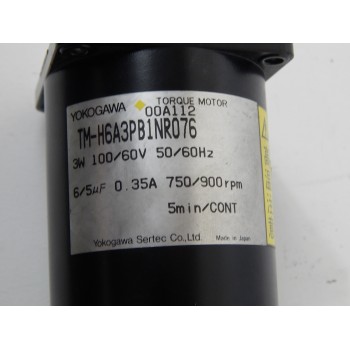 YOKOGAWA TORQUE MOTOR
00A112
TM-H6A3PB1NR076
3W 100/60V 50/60Hz
6/5µF 0.35A 750/900rpm
5min/CONT
Yokogawa Sertec Co.,Ltd. Made in Japan